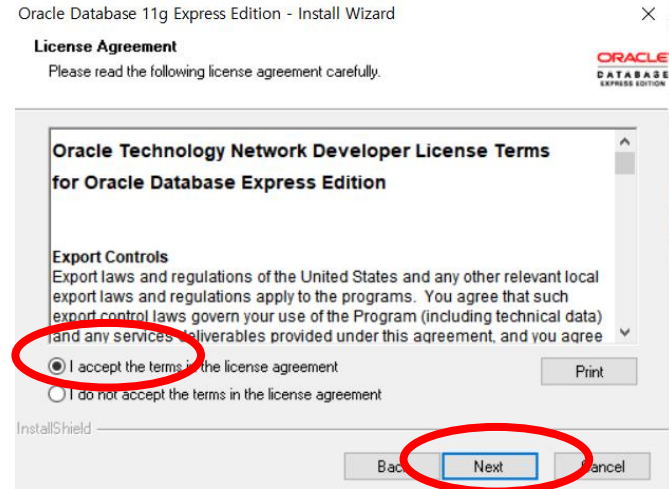 Oracle Database 11g Express Edition - Install Wizard
License Agreement
Please read the following license agreement carefully.
ORACLE
DATABASE
EXPRESS EDITION
Oracle Technology Network Developer License Terms
for Oracle Database Express Edition
Export Controls
Export laws and regulations of the United States and any other relevant local
export laws and regulations apply to the programs. You agree that such
export control laws govern your use of the Program (including technical data)
and any services deliverables provided under this agreement, and you agree
I accept the terms in the license agreement
Print
I do not accept the terms in the license agreement
InstallShield
Back
Next
Cancel